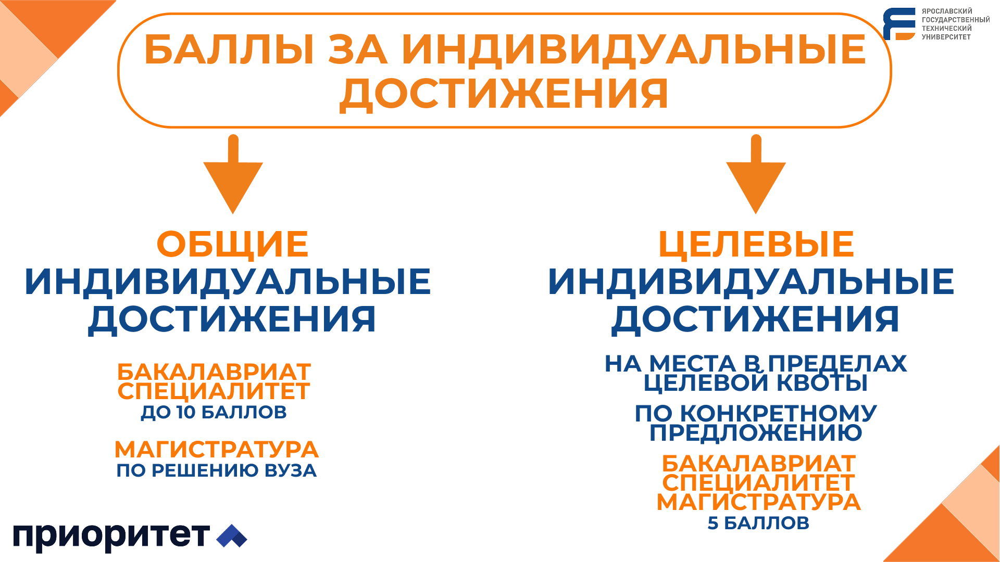 БАЛЛЫ ЗА ИНДИВИДУАЛЬНЫЕ
ДОСТИЖЕНИЯ
ЯРОСЛАВСКИЙ
ГОСУДАРСТВЕННЫЙ
ТЕХНИЧЕСКИЙ
УНИВЕРСИТЕТ
ОБЩИЕ
ИНДИВИДУАЛЬНЫЕ
ДОСТИЖЕНИЯ
БАКАЛАВРИАТ
СПЕЦИАЛИТЕТ
ДО 10 БАЛЛОВ
МАГИСТРАТУРА
ПО РЕШЕНИЮ ВУЗА
ЦЕЛЕВЫЕ
ИНДИВИДУАЛЬНЫЕ
ДОСТИЖЕНИЯ
НА МЕСТА В ПРЕДЕЛАХ
ЦЕЛЕВОЙ КВОТЫ
ПО КОНКРЕТНОМУ
ПРЕДЛОЖЕНИЮ
БАКАЛАВРИАТ
СПЕЦИАЛИТЕТ
МАГИСТРАТУРА
5 БАЛЛОВ
приоритет